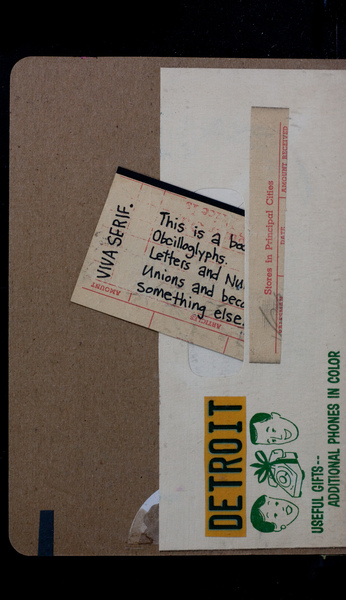 VIVA SERIF.
This is a
Obcilloglyphs.
Letters and
Unions and
something else.
AMOUNT
ARTICLES
Stores in Principal Cities
DATE
AMOUNT RECEIVED
DETROIT
USEFUL GIFTS--
ADDITIONAL PHONES IN COLOR